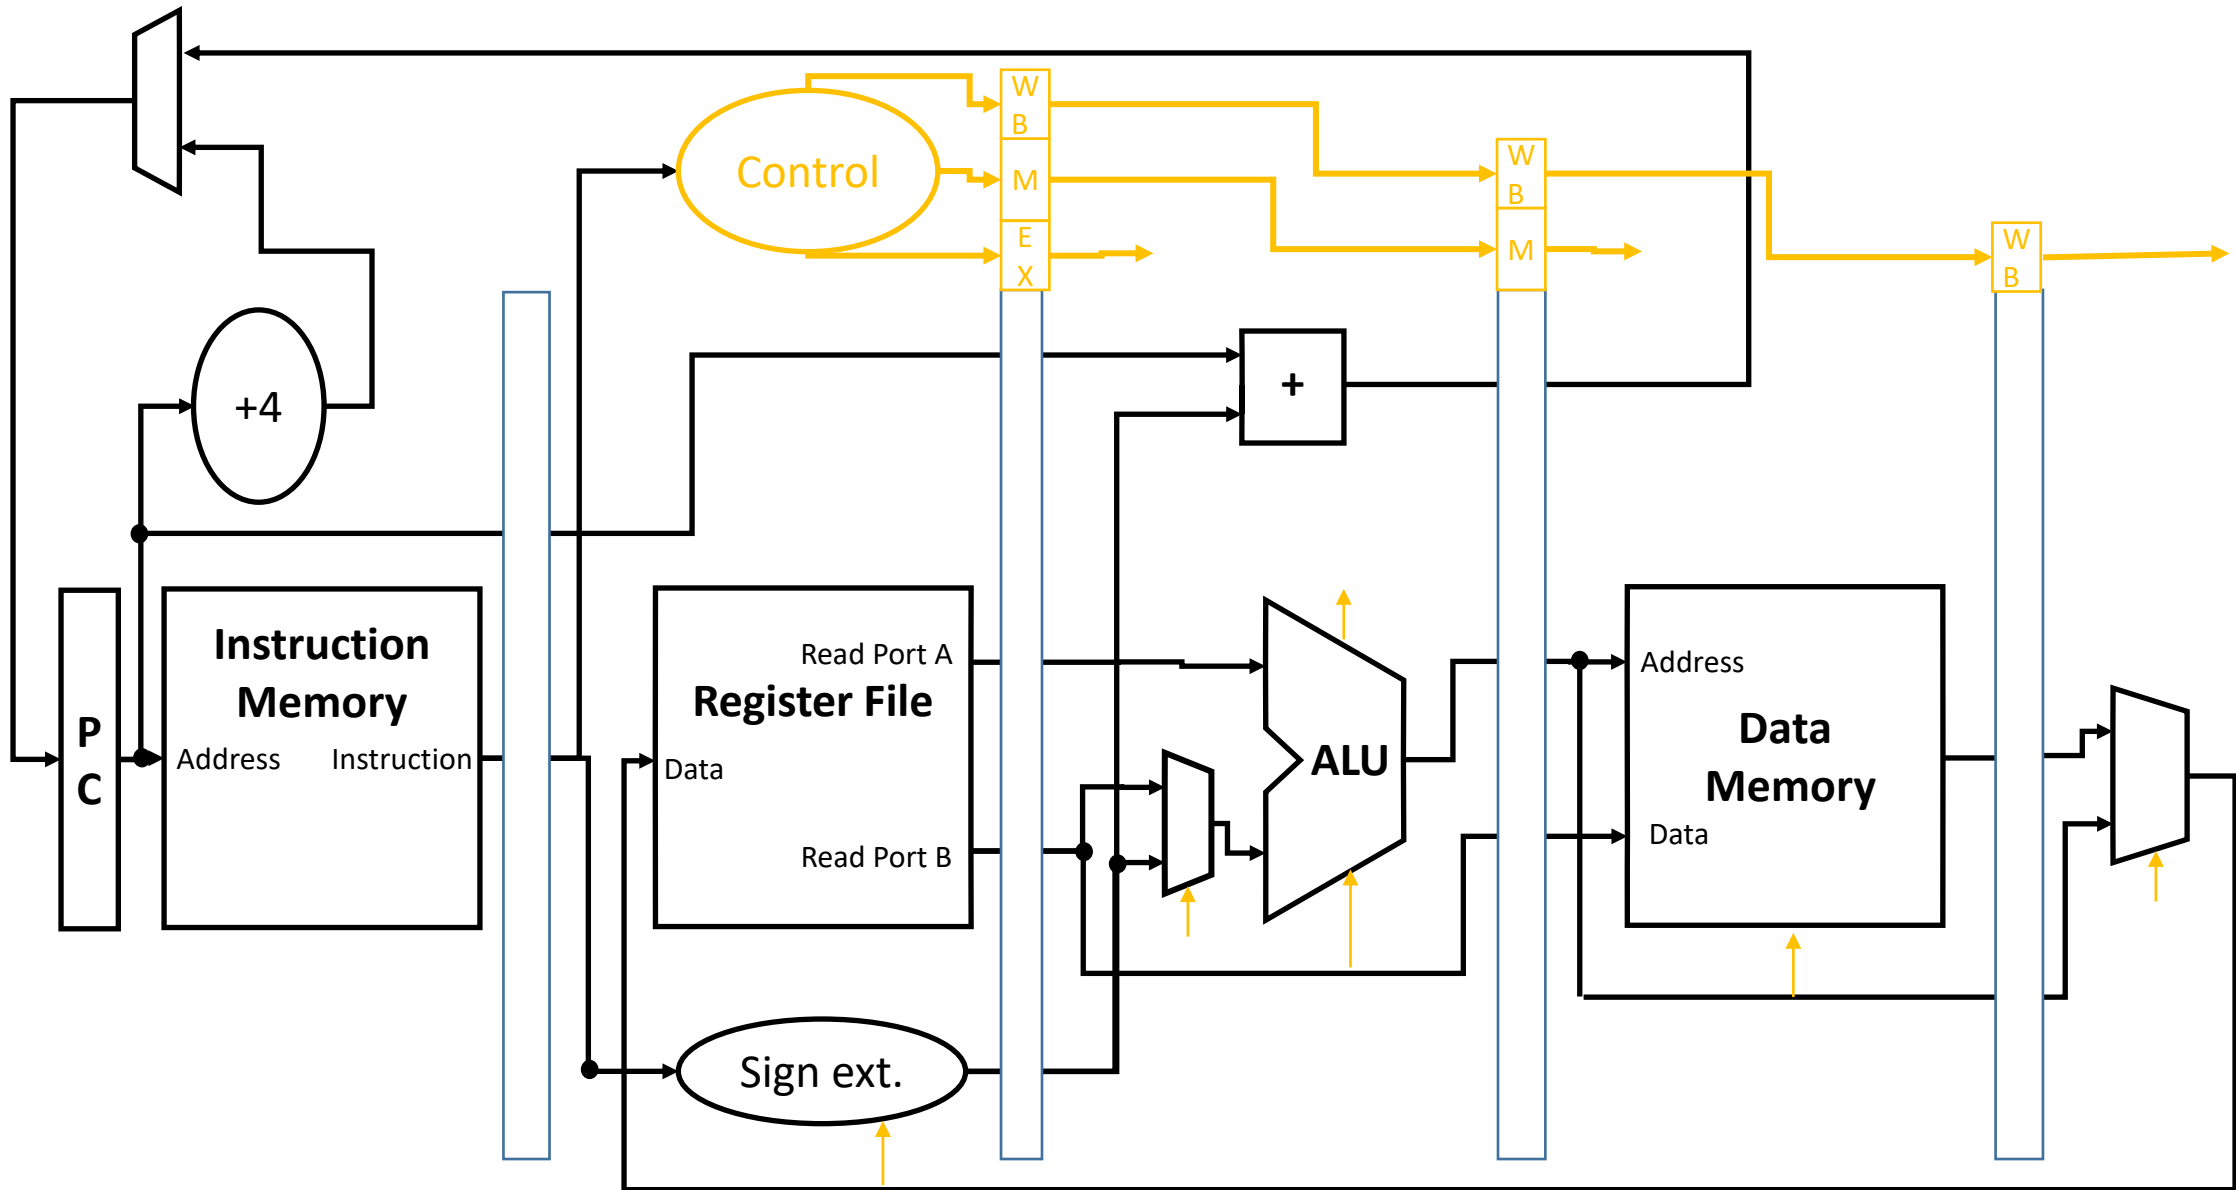 W
B
Control
M
W
B
E
X
M
W
B
+4
+
Instruction
Memory
Address
Instruction
P
C
Read Port A
Register File
Data
Read Port B
ALU
Address
Data
Memory
Data
Sign ext.